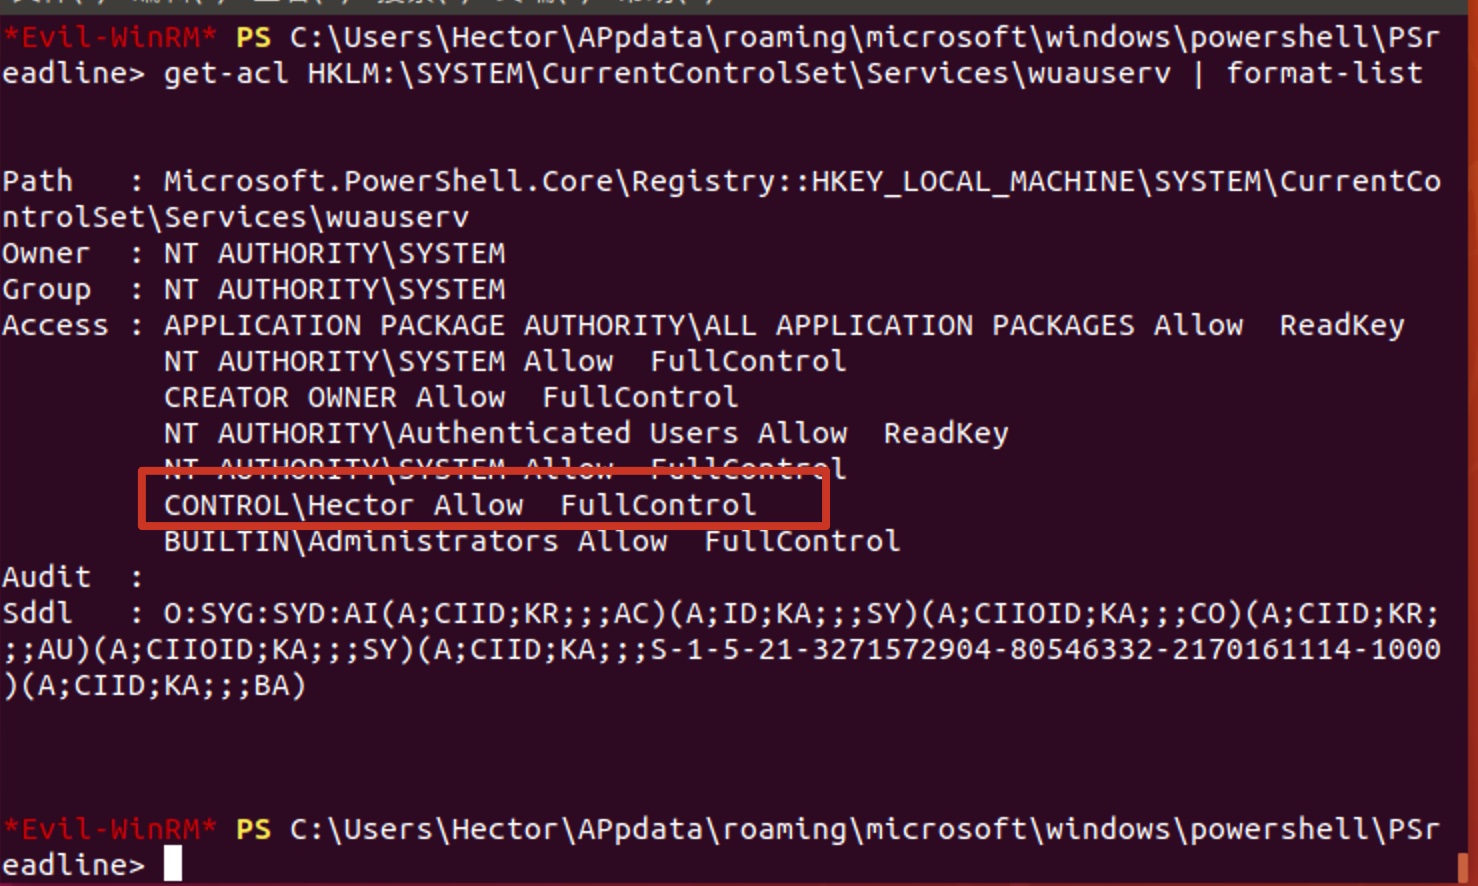 *Evil-WinRM* PS C:\Users\Hector\APpdata\roaming\microsoft\windows\powershell\PSr
eadline> get-acl HKLM:\SYSTEM\CurrentControlSet\Services\wuauserv | format-list
Path   : Microsoft.PowerShell.Core\Registry::HKEY_LOCAL_MACHINE\SYSTEM\CurrentCo
ntrolSet\Services\wuauserv
Owner  : NT AUTHORITY\SYSTEM
Group  : NT AUTHORITY\SYSTEM
Access : APPLICATION PACKAGE AUTHORITY\ALL APPLICATION PACKAGES Allow  ReadKey
         NT AUTHORITY\SYSTEM Allow  FullControl
         CREATOR OWNER Allow  FullControl
         NT AUTHORITY\Authenticated Users Allow  ReadKey
         NT AUTHORITY\SYSTEM Allow  FullControl
         CONTROL\Hector Allow  FullControl
         BUILTIN\Administrators Allow  FullControl
Audit  :
Sddl   : O:SYG:SYD:AI(A;CIID;KR;;;AC)(A;ID;KA;;;SY)(A;CIIOID;KA;;;CO)(A;CIID;KR;
;;AU)(A;CIIOID;KA;;;SY)(A;CIID;KA;;;S-1-5-21-3271572904-80546332-2170161114-1000
)(A;CIID;KA;;;BA)
*Evil-WinRM* PS C:\Users\Hector\APpdata\roaming\microsoft\windows\powershell\PSr
eadline>